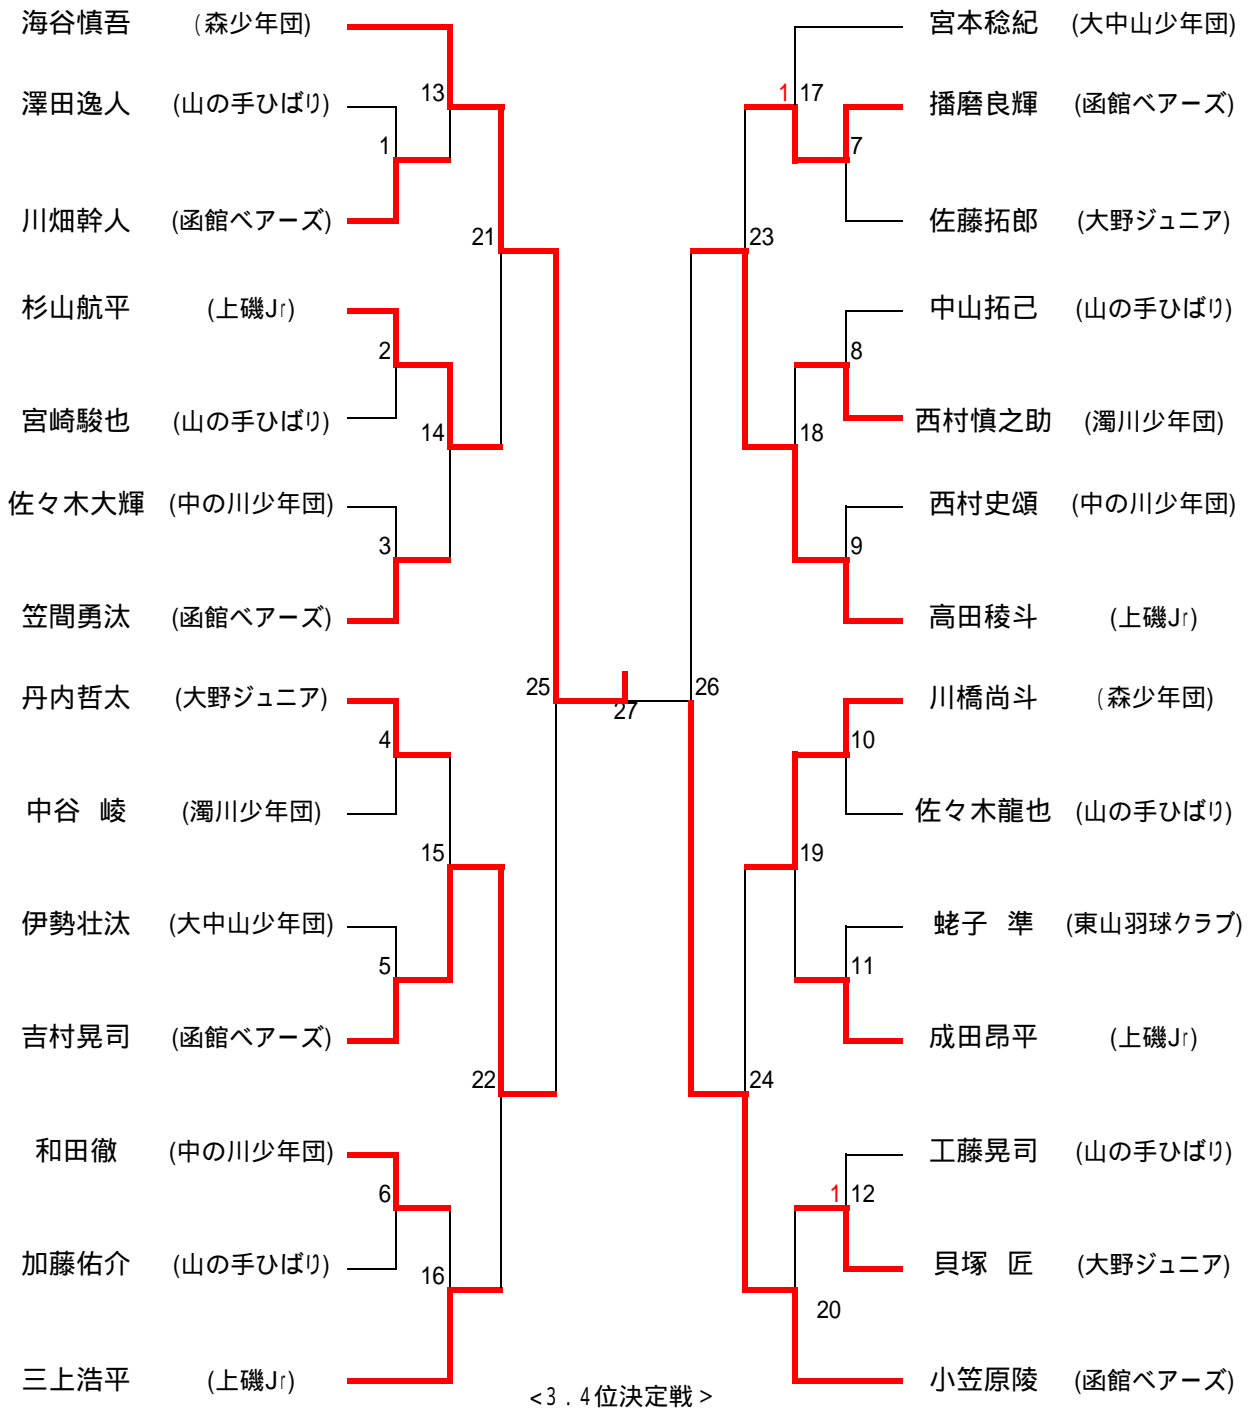 海谷慎吾 (森少年団)
澤田逸人 (山の手ひばり)
川畑幹人 (函館ベアーズ)
杉山航平 (上磯Jr)
宮崎駿也 (山の手ひばり)
佐々木大輝 (中の川少年団)
笠間勇汰 (函館ベアーズ)
丹内哲太 (大野ジュニア)
中谷 崚 (濁川少年団)
伊勢壮汰 (大中山少年団)
吉村晃司 (函館ベアーズ)
和田徹 (中の川少年団)
加藤佑介 (山の手ひばり)
三上浩平 (上磯Jr)
1
2
3
4
5
6
13
14
15
16
21
22
25
27
26
23
24
1 17
18
19
20
7
8
9
10
11
1 12
宮本稔紀 (大中山少年団)
播磨良輝 (函館ベアーズ)
佐藤拓郎 (大野ジュニア)
中山拓己 (山の手ひばり)
西村慎之助 (濁川少年団)
西村史頌 (中の川少年団)
高田稜斗 (上磯Jr)
川橋尚斗 (森少年団)
佐々木龍也 (山の手ひばり)
蛯子 準 (東山羽球クラブ)
成田昂平 (上磯Jr)
工藤晃司 (山の手ひばり)
貝塚 匠 (大野ジュニア)
小笠原陵 (函館ベアーズ)
<3.4位決定戦>